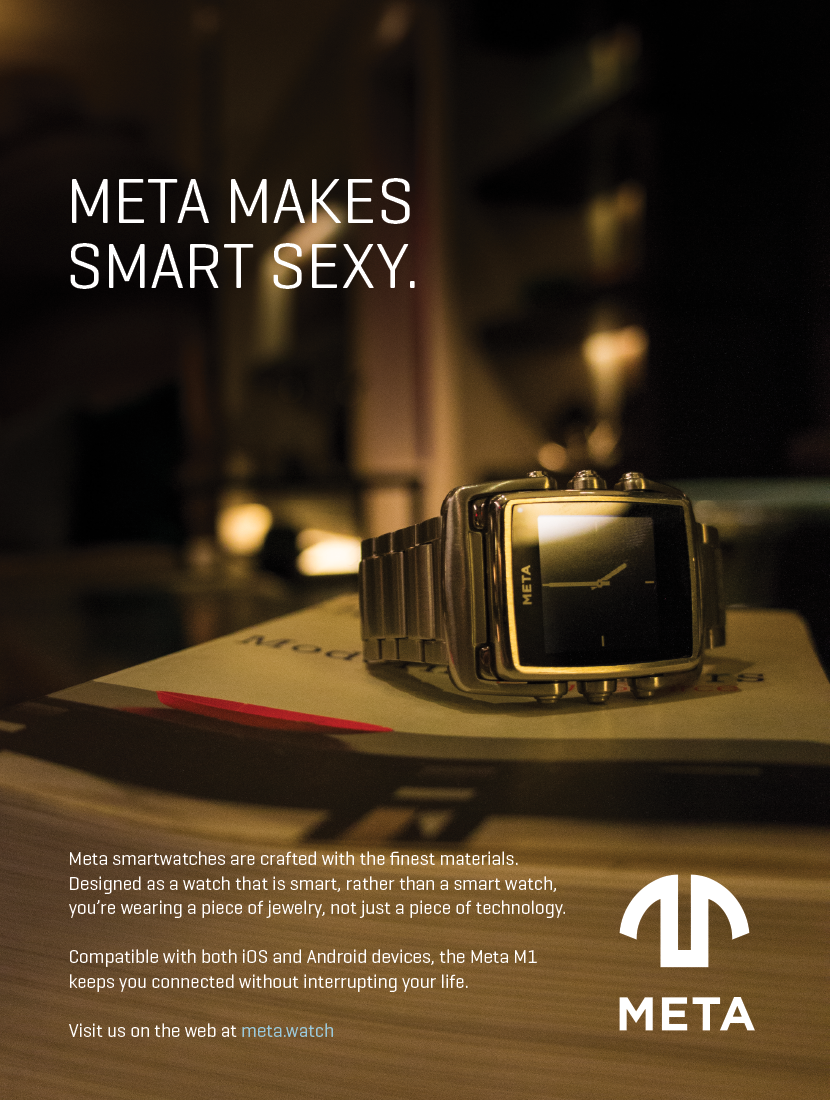 META MAKES
SMART SEXY.
META
Meta smartwatches are crafted with the finest materials.
Designed as a watch that is smart, rather than a smart watch,
you're wearing a piece of jewelry, not just a piece of technology.
Compatible with both iOS and Android devices, the Meta M1
keeps you connected without interrupting your life.
Visit us on the web at meta.watch
META